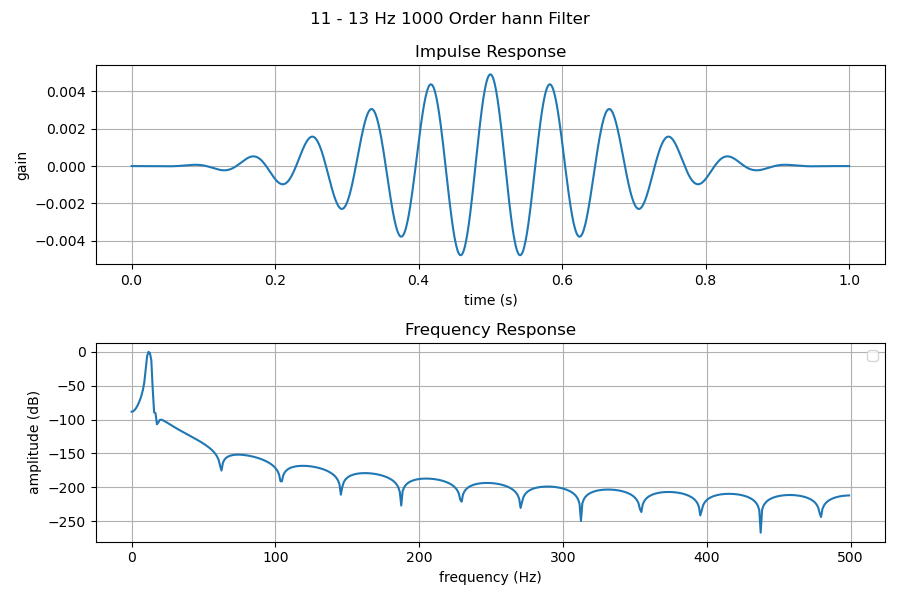 11 - 13 Hz 1000 Order hann Filter
Impulse Response
0.004
0.002
0.000
−0.002
−0.004
gain
0.0 0.2 0.4 0.6 0.8 1.0
time (s)
Frequency Response
0
−50
−100
−150
−200
−250
amplitude (dB)
0 100 200 300 400 500
frequency (Hz)